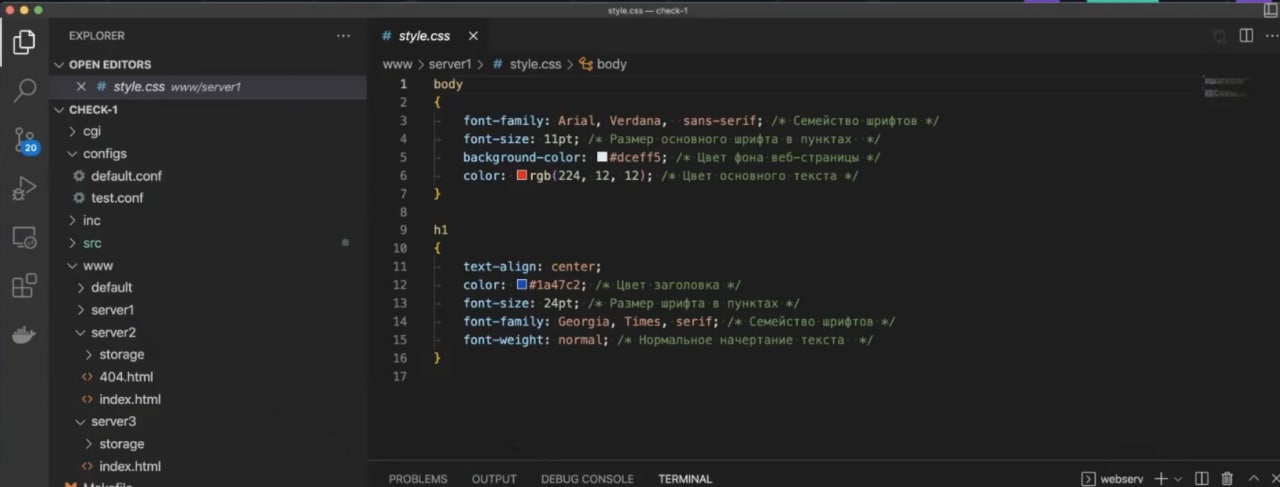 style.css — check-1
EXPLORER
OPEN EDITORS
style.css www/server1
CHECK-1
cgi
configs
default.conf
test.conf
inc
src
www
default
server1
server2
storage
404.html
index.html
server3
storage
index.html
Makefile
20
style.css
www > server1 > # style.css > body
1 body
2 {
3 font-family: Arial, Verdana, sans-serif; /* Семейство шрифтов */
4 font-size: 11pt; /* Размер основного шрифта в пунктах */
5 background-color: #dceff5; /* Цвет фона веб-страницы */
6 color: rgb(224, 12, 12); /* Цвет основного текста */
7 }
8
9 h1
10 {
11 text-align: center;
12 color: #1a47c2; /* Цвет заголовка */
13 font-size: 24pt; /* Размер шрифта в пунктах */
14 font-family: Georgia, Times, serif; /* Семейство шрифтов */
15 font-weight: normal; /* Нормальное начертание текста */
16 }
17
PROBLEMS OUTPUT DEBUG CONSOLE TERMINAL
webserv